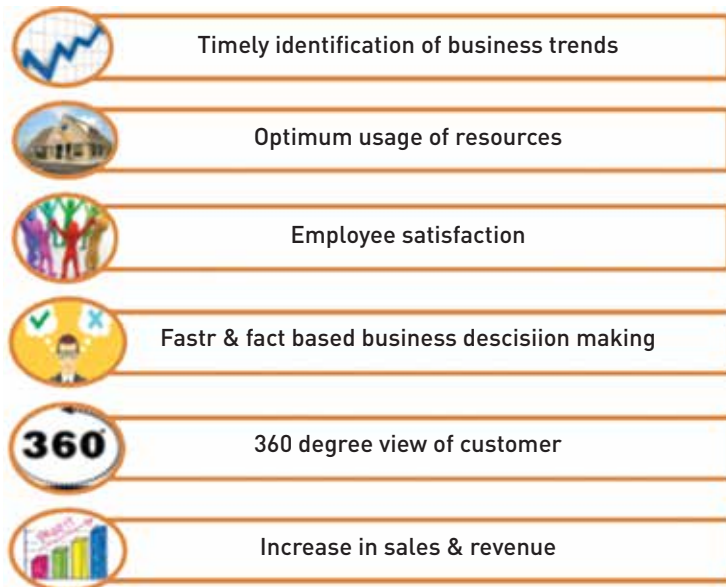 Timely identification of business trends
Optimum usage of resources
Employee satisfaction
Fastr & fact based business descisiion making
360
360 degree view of customer
PROFIT
Increase in sales & revenue